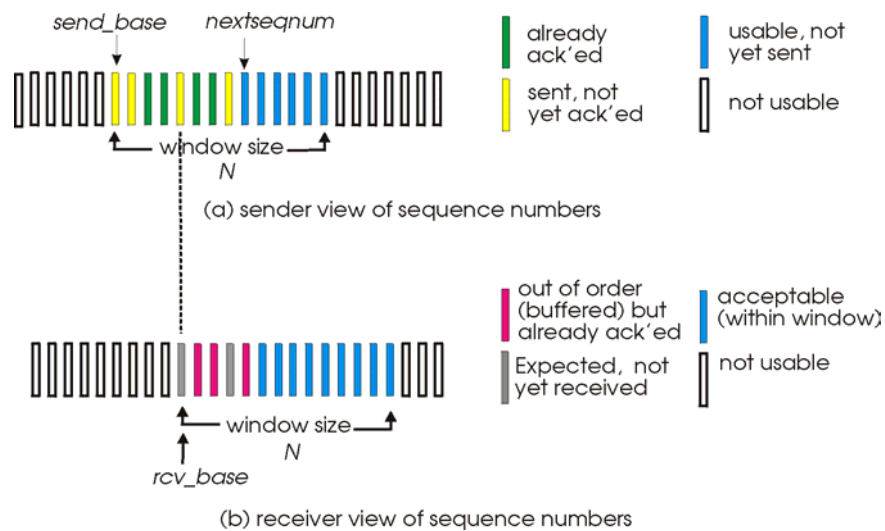 send_base
nextseqnum
already
ack'ed
usable, not
yet sent
sent, not
yet ack'ed
not usable
window size
N
(a) sender view of sequence numbers
out of order
(buffered) but
already ack'ed
acceptable
(within window)
Expected, not
yet received
not usable
window size
N
rcv_base
(b) receiver view of sequence numbers